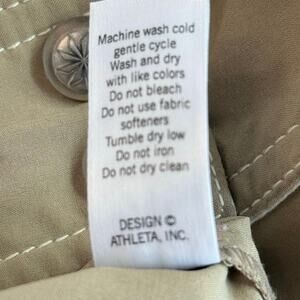 Machine wash cold
gentle cycle
Wash and dry
with like colors
Do not bleach
Do not use fabric
softeners
Tumble dry low
Do not iron
Do not dry clean
DESIGN ©
ATHLETA, INC.